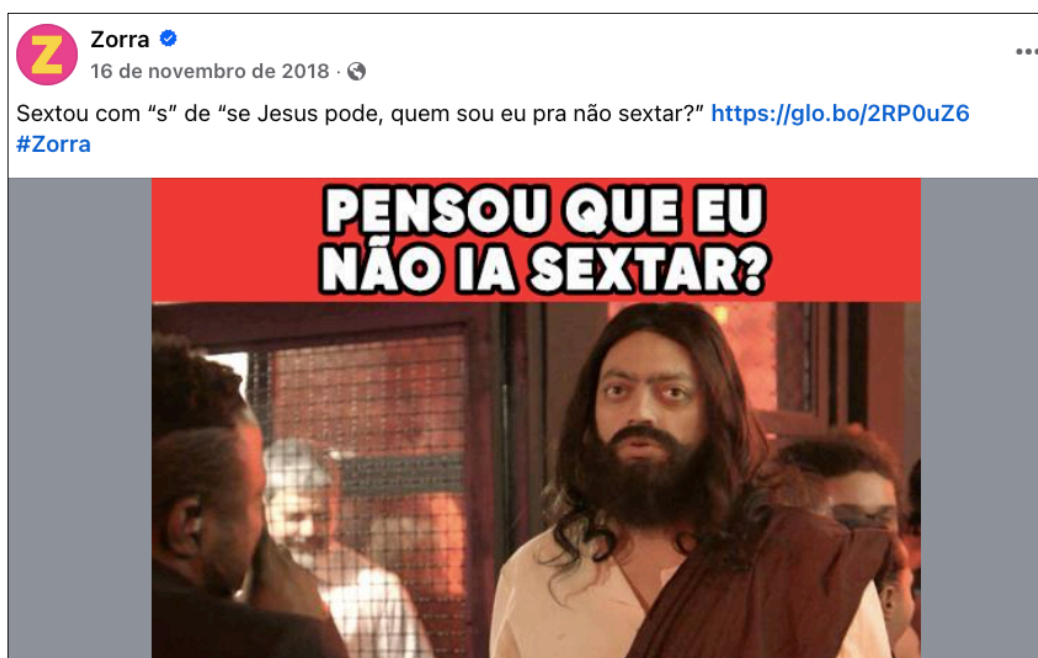 Z
Zorra
16 de novembro de 2018 ·
Sextou com “s” de “se Jesus pode, quem sou eu pra não sextar?” https://glo.bo/2RP0uZ6
#Zorra
PENSOU QUE EU
NÃO IA SEXTAR?